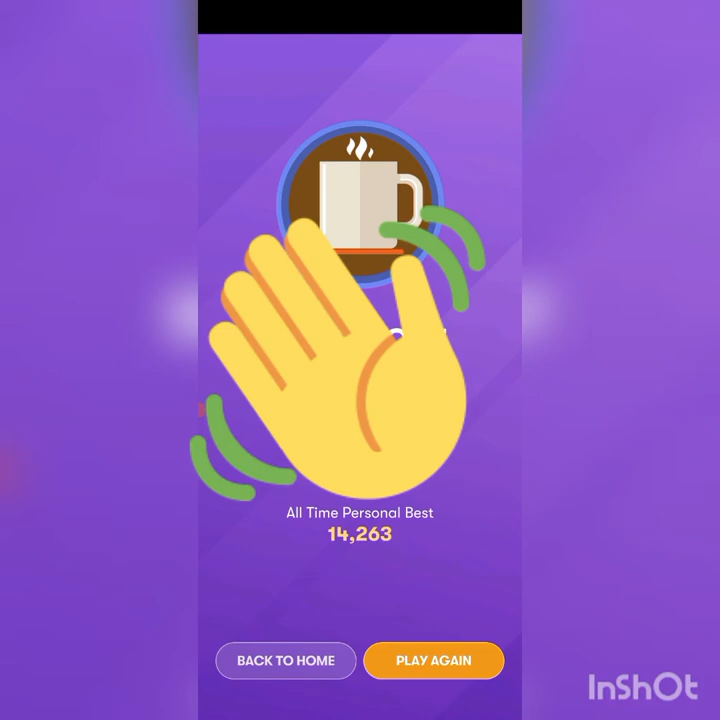 All Time Personal Best
14,263
BACK TO HOME
PLAY AGAIN
InShOt